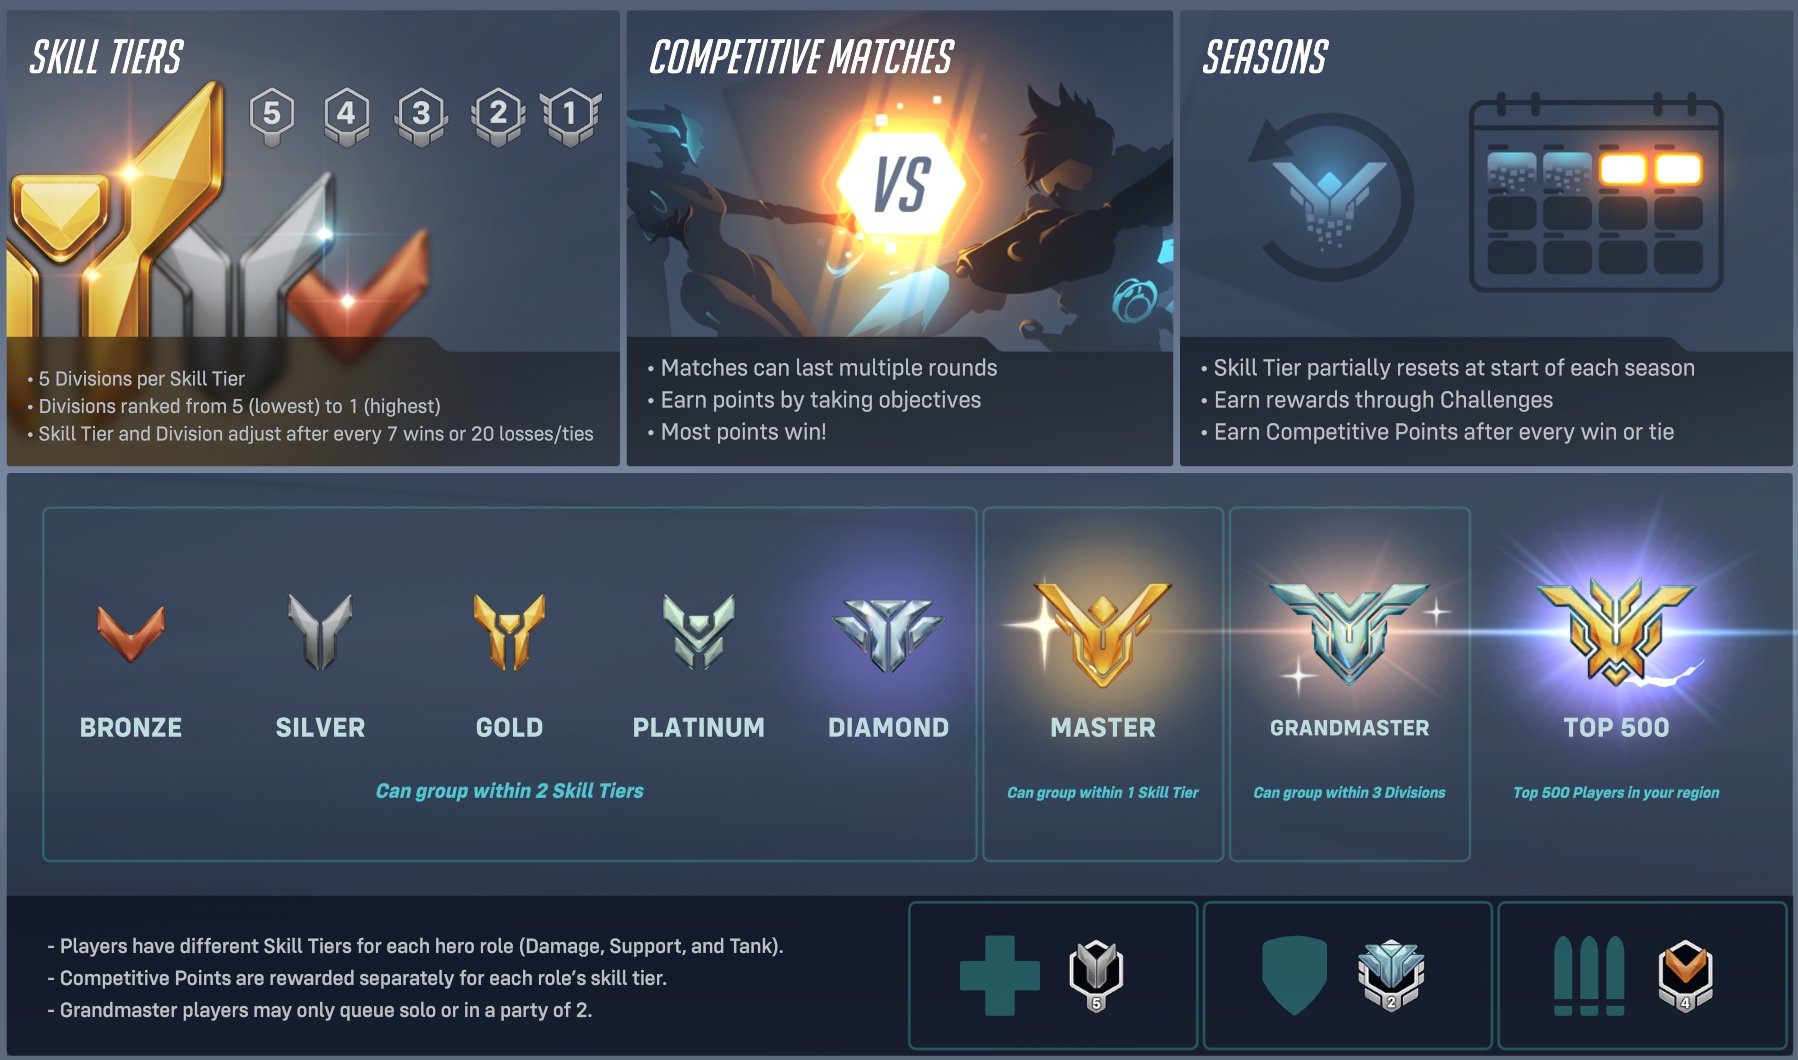 SKILL TIERS
5 4 3 2 1
• 5 Divisions per Skill Tier
• Divisions ranked from 5 (lowest) to 1 (highest)
• Skill Tier and Division adjust after every 7 wins or 20 losses/ties
COMPETITIVE MATCHES
VS
• Matches can last multiple rounds
• Earn points by taking objectives
• Most points win!
SEASONS
• Skill Tier partially resets at start of each season
• Earn rewards through Challenges
• Earn Competitive Points after every win or tie
BRONZE
SILVER
GOLD
PLATINUM
DIAMOND
Can group within 2 Skill Tiers
MASTER
Can group within 1 Skill Tier
GRANDMASTER
Can group within 3 Divisions
TOP 500
Top 500 Players in your region
- Players have different Skill Tiers for each hero role (Damage, Support, and Tank).
- Competitive Points are rewarded separately for each role's skill tier.
- Grandmaster players may only queue solo or in a party of 2.
5
2
4